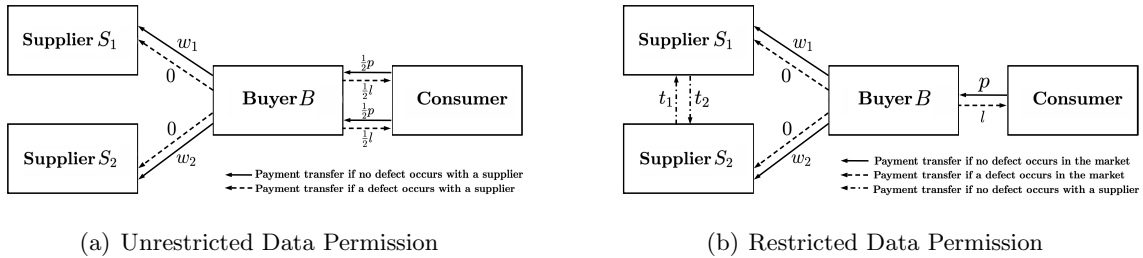 Supplier S₁
w₁
0
½p
½l
t₁
t₂
Buyer B
Consumer
½p
½l
0
w₂
Supplier S₂
Payment transfer if no defect occurs with a supplier
Payment transfer if a defect occurs with a supplier
(a) Unrestricted Data Permission
Supplier S₁
w₁
0
Buyer B
p
l
Consumer
0
w₂
Supplier S₂
Payment transfer if no defect occurs in the market
Payment transfer if a defect occurs in the market
Payment transfer if no defect occurs with a supplier
(b) Restricted Data Permission